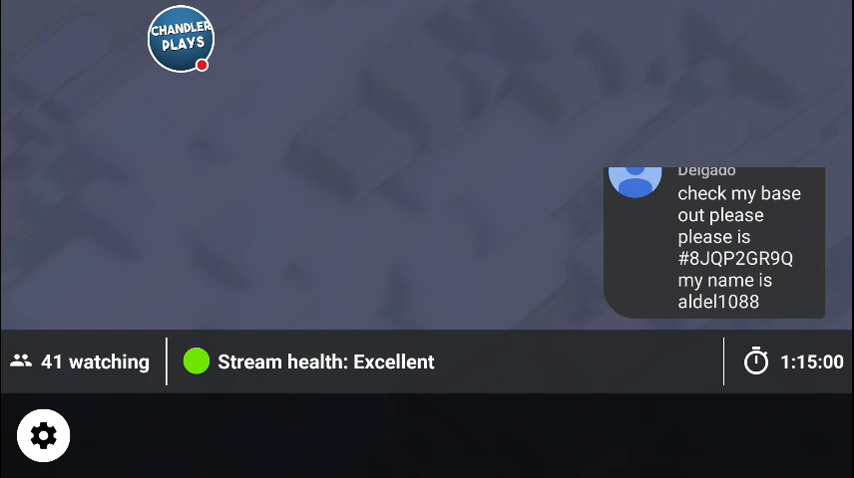 CHANDLER
PLAYS
Delgado
check my base
out please
please is
#8JQP2GR9Q
my name is
aldel1088
41 watching
Stream health: Excellent
1:15:00